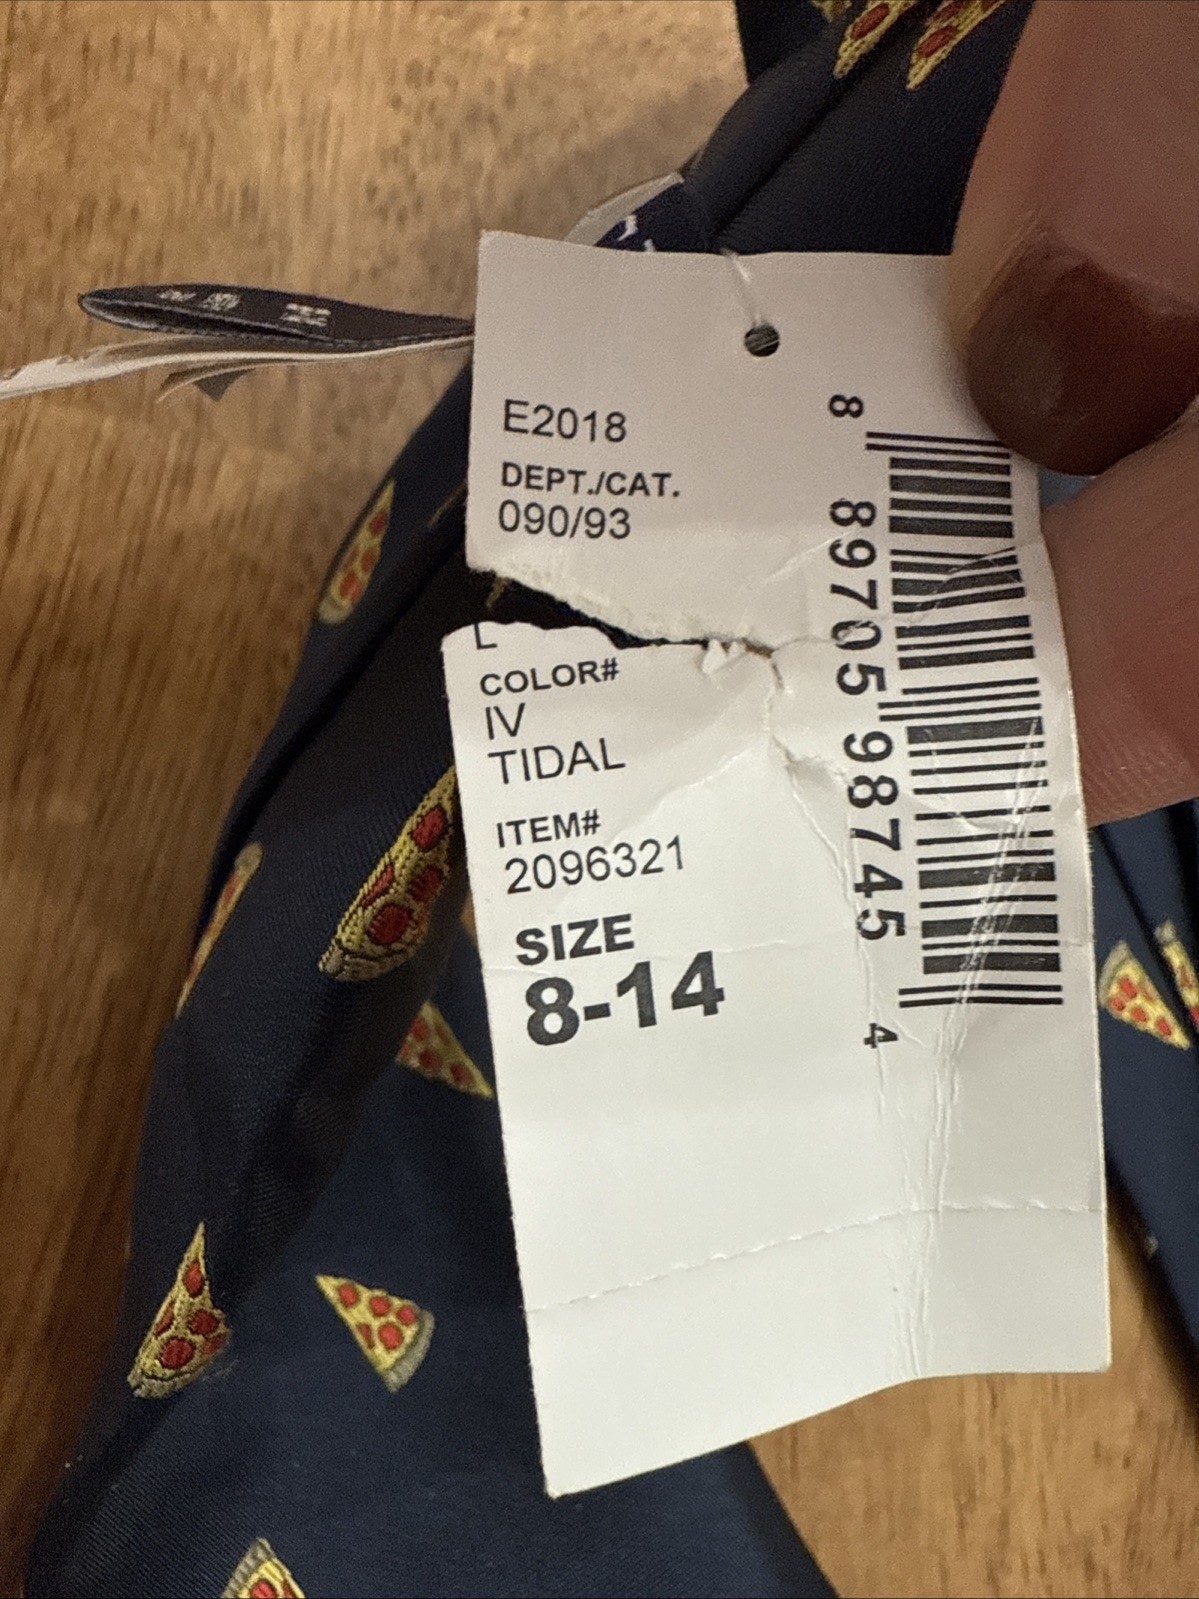 E2018
DEPT./CAT.
090/93
L
COLOR#
IV
TIDAL
ITEM#
2096321
SIZE
8-14
8 89705 98745 4